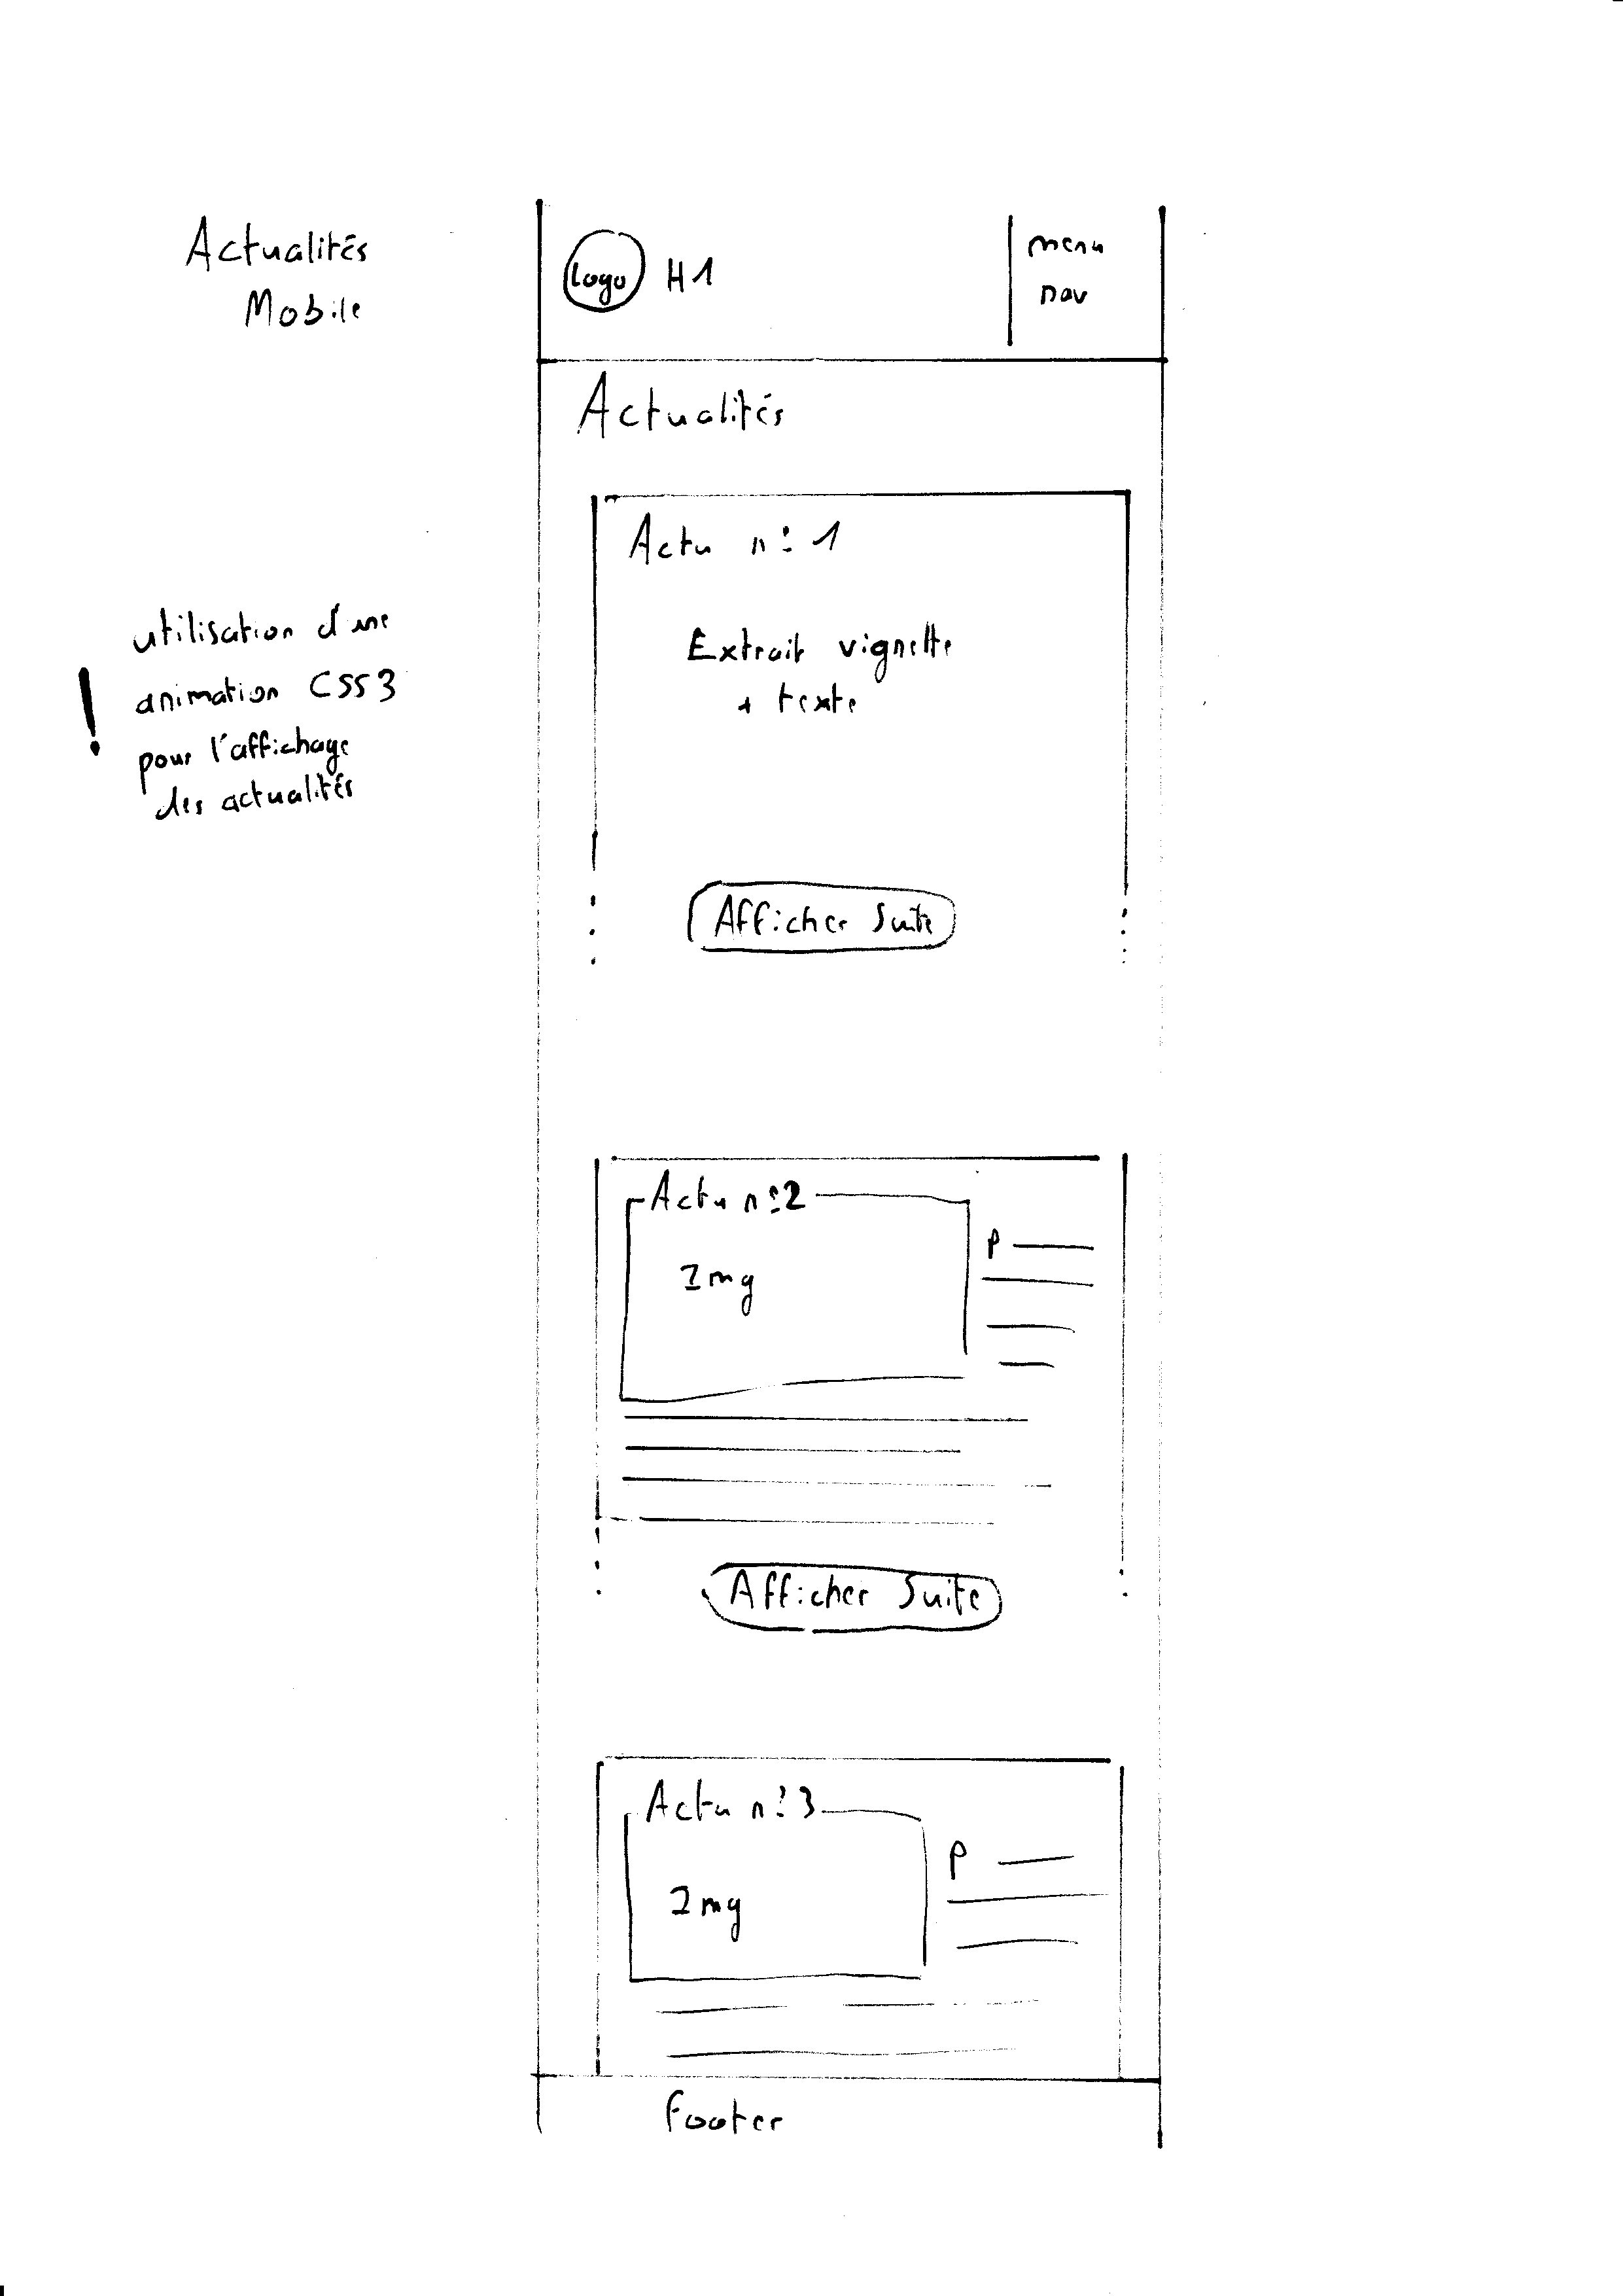 Actualités
Mobile
Logo H1
menu
nav
Actualités
Actu n° 1
utilisation d'une
! animation CSS3
pour l'affichage
des actualités
Extrait vignette
+ texte
Afficher Suite
Actu n°2
Img
P
Afficher Suite
Actu n°3
Img
P
Footer